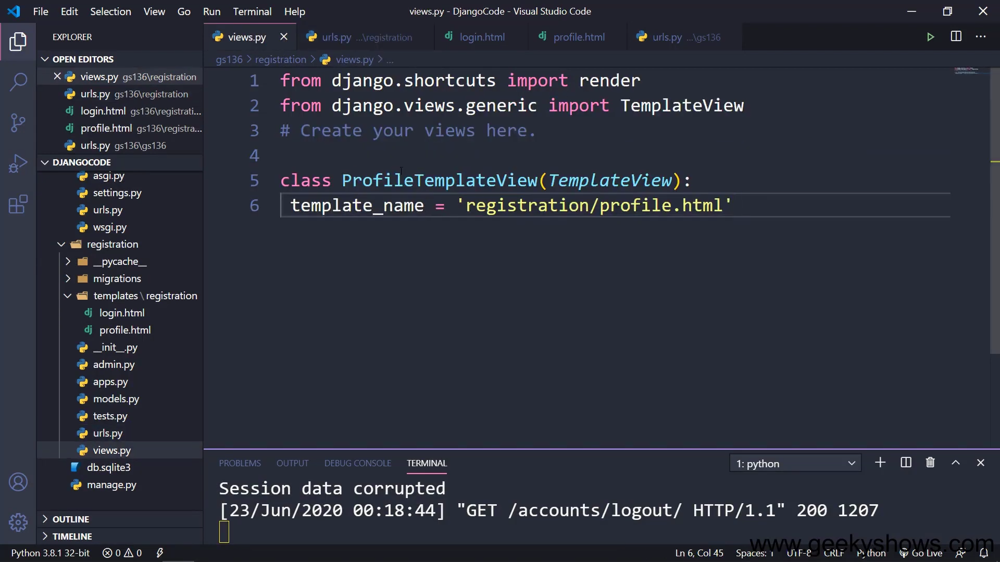 File Edit Selection View Go Run Terminal Help
views.py - DjangoCode - Visual Studio Code
EXPLORER
OPEN EDITORS
views.py gs136\registration
urls.py gs136\registration
login.html gs136\registrati...
profile.html gs136\registra...
urls.py gs136\gs136
DJANGOCODE
asgi.py
settings.py
urls.py
wsgi.py
registration
__pycache__
migrations
templates \ registration
login.html
profile.html
__init__.py
admin.py
apps.py
models.py
tests.py
urls.py
views.py
db.sqlite3
manage.py
OUTLINE
TIMELINE
views.py urls.py ...\registration login.html profile.html urls.py ...\gs136
gs136 > registration > views.py > ...
1 from django.shortcuts import render
2 from django.views.generic import TemplateView
3 # Create your views here.
4
5 class ProfileTemplateView(TemplateView):
6 template_name = 'registration/profile.html'
PROBLEMS OUTPUT DEBUG CONSOLE TERMINAL 1: python
Session data corrupted
[23/Jun/2020 00:18:44] "GET /accounts/logout/ HTTP/1.1" 200 1207
www.geekyshows.com
Python 3.8.1 32-bit 0 0 Ln 6, Col 45 Spaces: 1 UTF-8 CRLF Python Go Live